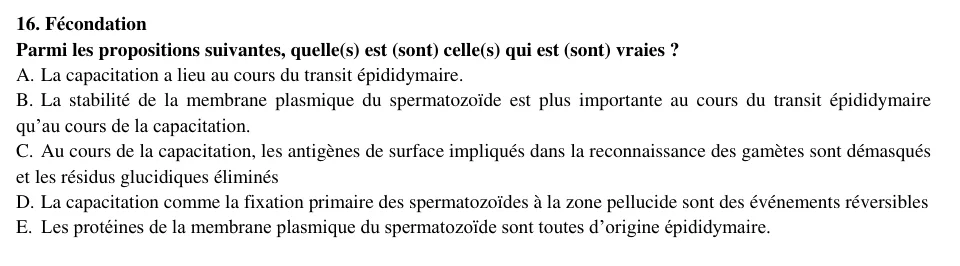 16. Fécondation
Parmi les propositions suivantes, quelle(s) est (sont) celle(s) qui est (sont) vraies ?
A. La capacitation a lieu au cours du transit épididymaire.
B. La stabilité de la membrane plasmique du spermatozoïde est plus importante au cours du transit épididymaire
qu’au cours de la capacitation.
C. Au cours de la capacitation, les antigènes de surface impliqués dans la reconnaissance des gamètes sont démasqués
et les résidus glucidiques éliminés
D. La capacitation comme la fixation primaire des spermatozoïdes à la zone pellucide sont des événements réversibles
E. Les protéines de la membrane plasmique du spermatozoïde sont toutes d’origine épididymaire.